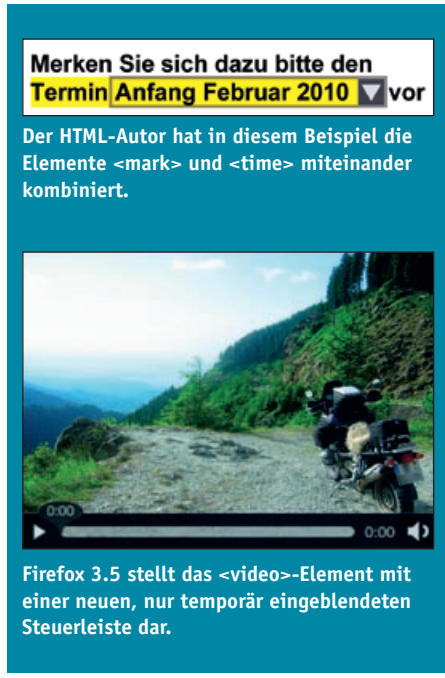 Merken Sie sich dazu bitte den
Termin Anfang Februar 2010 vor
Der HTML-Autor hat in diesem Beispiel die
Elemente <mark> und <time> miteinander
kombiniert.
0:00
0:00
Firefox 3.5 stellt das <video>-Element mit
einer neuen, nur temporär eingeblendeten
Steuerleiste dar.